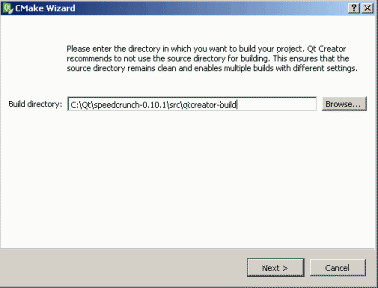 CMake Wizard
Please enter the directory in which you want to build your project. Qt Creator
recommends to not use the source directory for building. This ensures that the
source directory remains clean and enables multiple builds with different settings.
Build directory: C:\Qt\speedcrunch-0.10.1\src\qtcreator-build Browse...
Next > Cancel